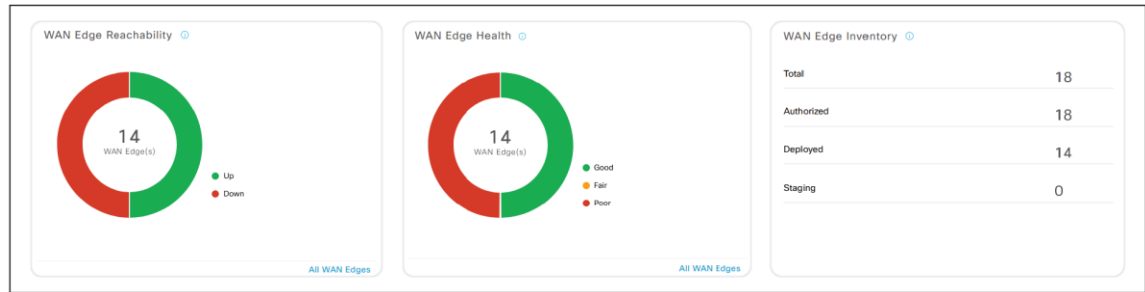 WAN Edge Reachability
14
WAN Edge(s)
Up
Down
All WAN Edges
WAN Edge Health
14
WAN Edge(s)
Good
Fair
Poor
All WAN Edges
WAN Edge Inventory
Total 18
Authorized 18
Deployed 14
Staging 0